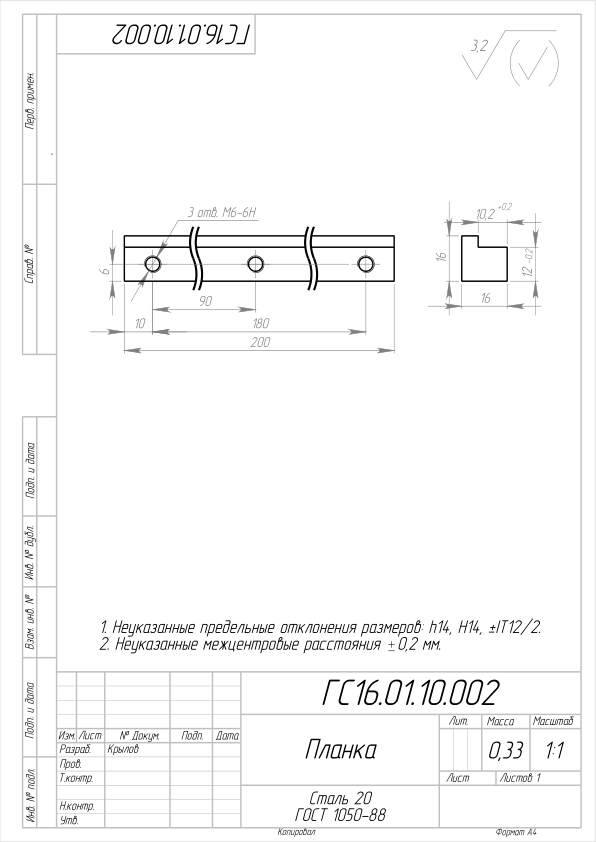 ГС16.01.10.002
3,2
Перв. примен.
Справ. №
3 отв. М6-6Н
6
90
10
180
200
10,2 +0,2
16
12 -0,2
16
Подп. и дата
Инв. № дубл.
Взам. инв. №
Подп. и дата
Инв. № подл.
1. Неуказанные предельные отклонения размеров: h14, H14, ±IT12/2.
2. Неуказанные межцентровые расстояния ±0,2 мм.
ГС16.01.10.002
Изм. Лист № Докум. Подп. Дата
Разраб. Крылов
Пров.
Т.контр.
Н.контр.
Утв.
Планка
Лит. Масса Масштаб
0,33 1:1
Лист Листов 1
Сталь 20
ГОСТ 1050-88
Копировал Формат А4